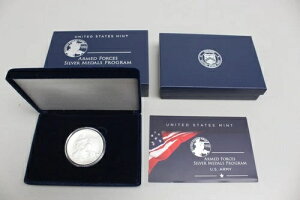 UNITED STATES MINT
ARMED FORCES
SILVER MEDALS PROGRAM
UNITED STATES MINT
ARMED FORCES
SILVER MEDALS PROGRAM
U.S. ARMY